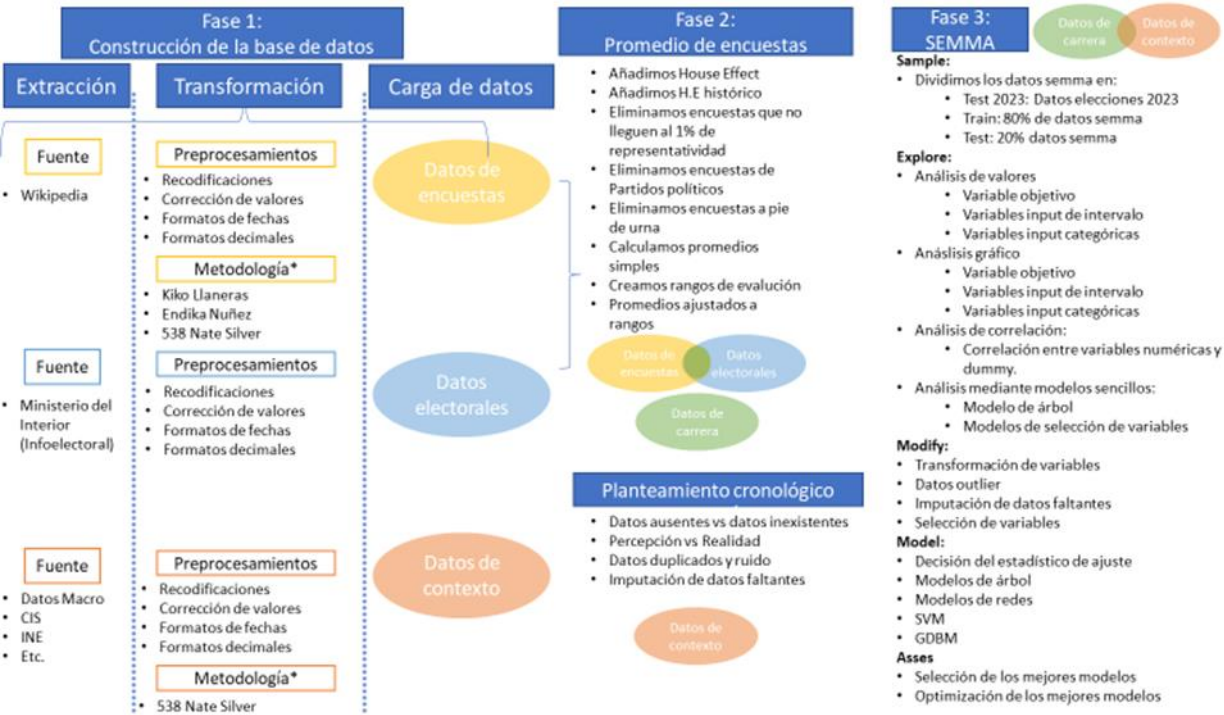 Fase 1:
Construcción de la base de datos
Extracción
Transformación
Carga de datos
Fuente
• Wikipedia
Preprocesamientos
• Recodificaciones
• Corrección de valores
• Formatos de fechas
• Formatos decimales
Metodología*
• Kiko Llaneras
• Endika Nuñez
• 538 Nate Silver
Datos de
encuestas
Fuente
• Ministerio del
Interior
(Infoelectoral)
Preprocesamientos
• Recodificaciones
• Corrección de valores
• Formatos de fechas
• Formatos decimales
Datos
electorales
Fuente
• Datos Macro
• CIS
• INE
• Etc.
Preprocesamientos
• Recodificaciones
• Corrección de valores
• Formatos de fechas
• Formatos decimales
Metodología*
• 538 Nate Silver
Datos de
contexto
Fase 2:
Promedio de encuestas
• Añadimos House Effect
• Añadimos H.E histórico
• Eliminamos encuestas que no
lleguen al 1% de
representatividad
• Eliminamos encuestas de
Partidos políticos
• Eliminamos encuestas a pie
de urna
• Calculamos promedios
simples
• Creamos rangos de evalución
• Promedios ajustados a
rangos
Datos de
encuestas
Datos
electorales
Datos de
carrera
Planteamiento cronológico
• Datos ausentes vs datos inexistentes
• Percepción vs Realidad
• Datos duplicados y ruido
• Imputación de datos faltantes
Datos de
contexto
Fase 3:
SEMMA
Datos de
carrera
Datos de
contexto
Sample:
• Dividimos los datos semma en:
• Test 2023: Datos elecciones 2023
• Train: 80% de datos semma
• Test: 20% datos semma
Explore:
• Análisis de valores
• Variable objetivo
• Variables input de intervalo
• Variables input categóricas
• Anáslisis gráfico
• Variable objetivo
• Variables input de intervalo
• Variables input categóricas
• Análisis de correlación:
• Correlación entre variables numéricas y
dummy.
• Análisis mediante modelos sencillos:
• Modelo de árbol
• Modelos de selección de variables
Modify:
• Transformación de variables
• Datos outlier
• Imputación de datos faltantes
• Selección de variables
Model:
• Decisión del estadístico de ajuste
• Modelos de árbol
• Modelos de redes
• SVM
• GDBM
Asses
• Selección de los mejores modelos
• Optimización de los mejores modelos